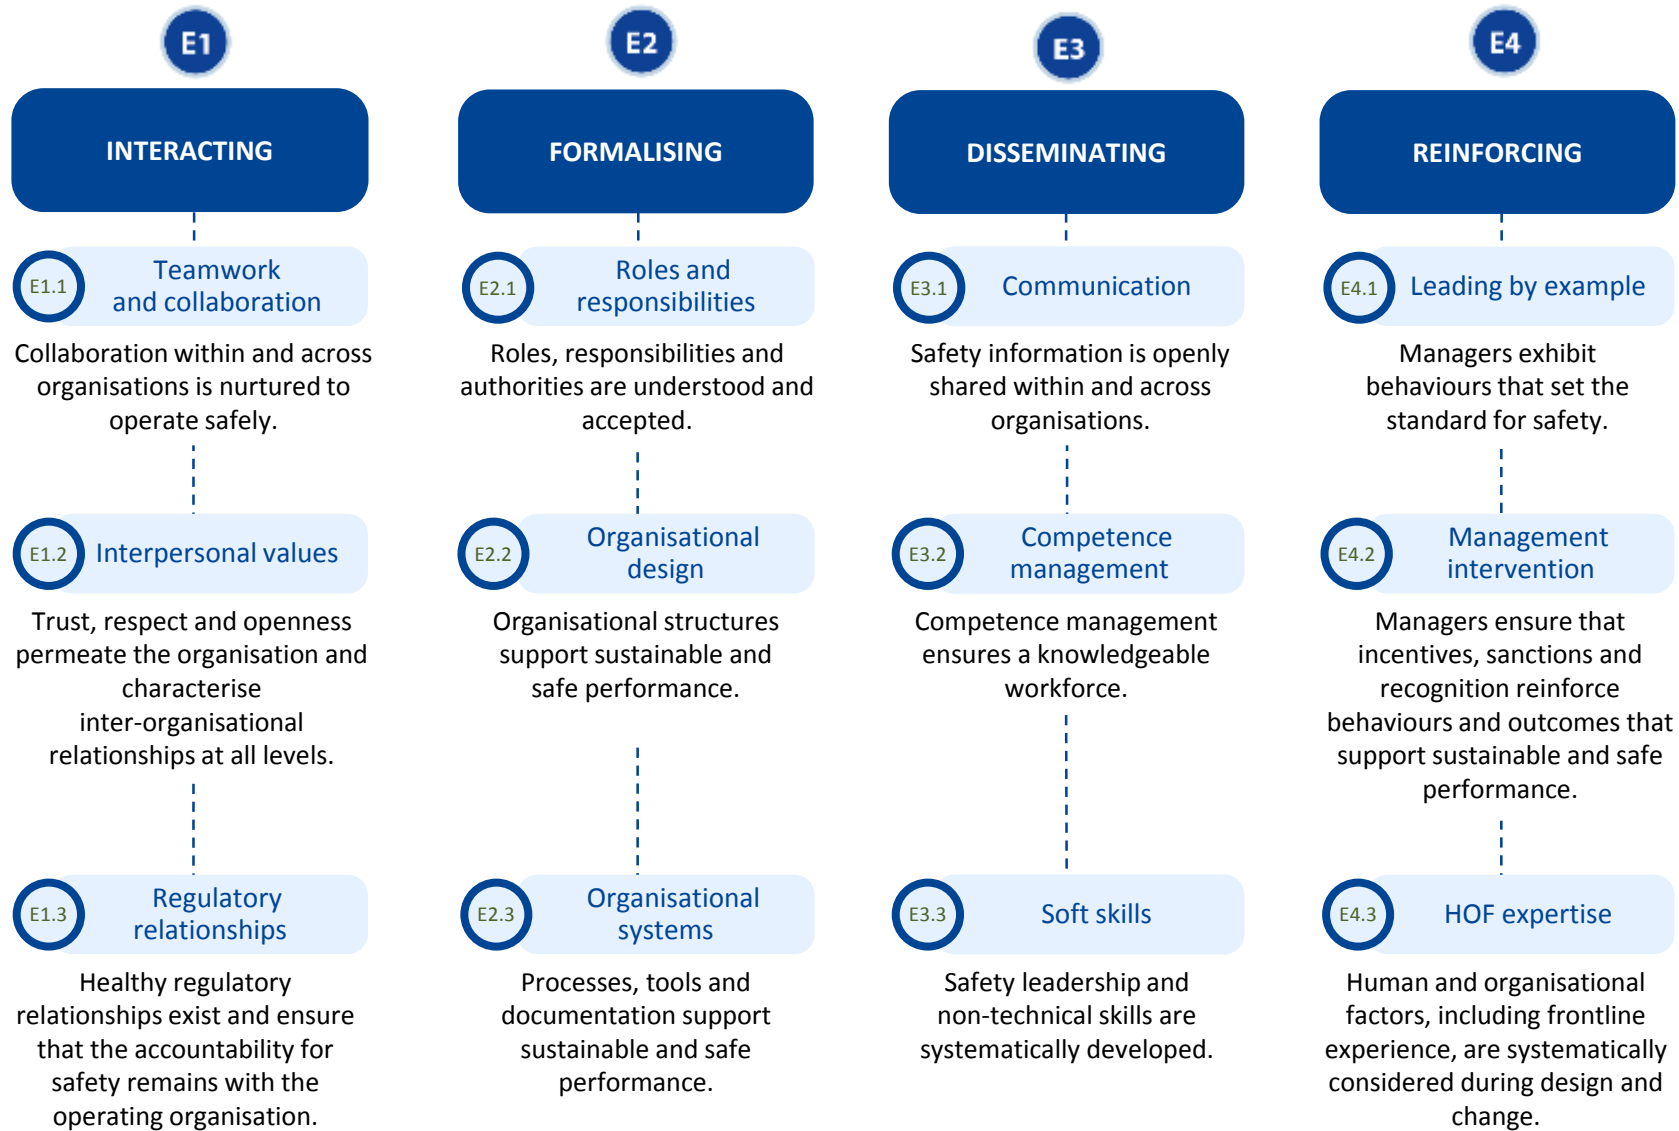 E1
INTERACTING
E1.1
Teamwork
and collaboration
Collaboration within and across
organisations is nurtured to
operate safely.
E1.2
Interpersonal values
Trust, respect and openness
permeate the organisation and
characterise
inter-organisational
relationships at all levels.
E1.3
Regulatory
relationships
Healthy regulatory
relationships exist and ensure
that the accountability for
safety remains with the
operating organisation.
E2
FORMALISING
E2.1
Roles and
responsibilities
Roles, responsibilities and
authorities are understood and
accepted.
E2.2
Organisational
design
Organisational structures
support sustainable and
safe performance.
E2.3
Organisational
systems
Processes, tools and
documentation support
sustainable and safe
performance.
E3
DISSEMINATING
E3.1
Communication
Safety information is openly
shared within and across
organisations.
E3.2
Competence
management
Competence management
ensures a knowledgeable
workforce.
E3.3
Soft skills
Safety leadership and
non-technical skills are
systematically developed.
E4
REINFORCING
E4.1
Leading by example
Managers exhibit
behaviours that set the
standard for safety.
E4.2
Management
intervention
Managers ensure that
incentives, sanctions and
recognition reinforce
behaviours and outcomes that
support sustainable and safe
performance.
E4.3
HOF expertise
Human and organisational
factors, including frontline
experience, are systematically
considered during design and
change.